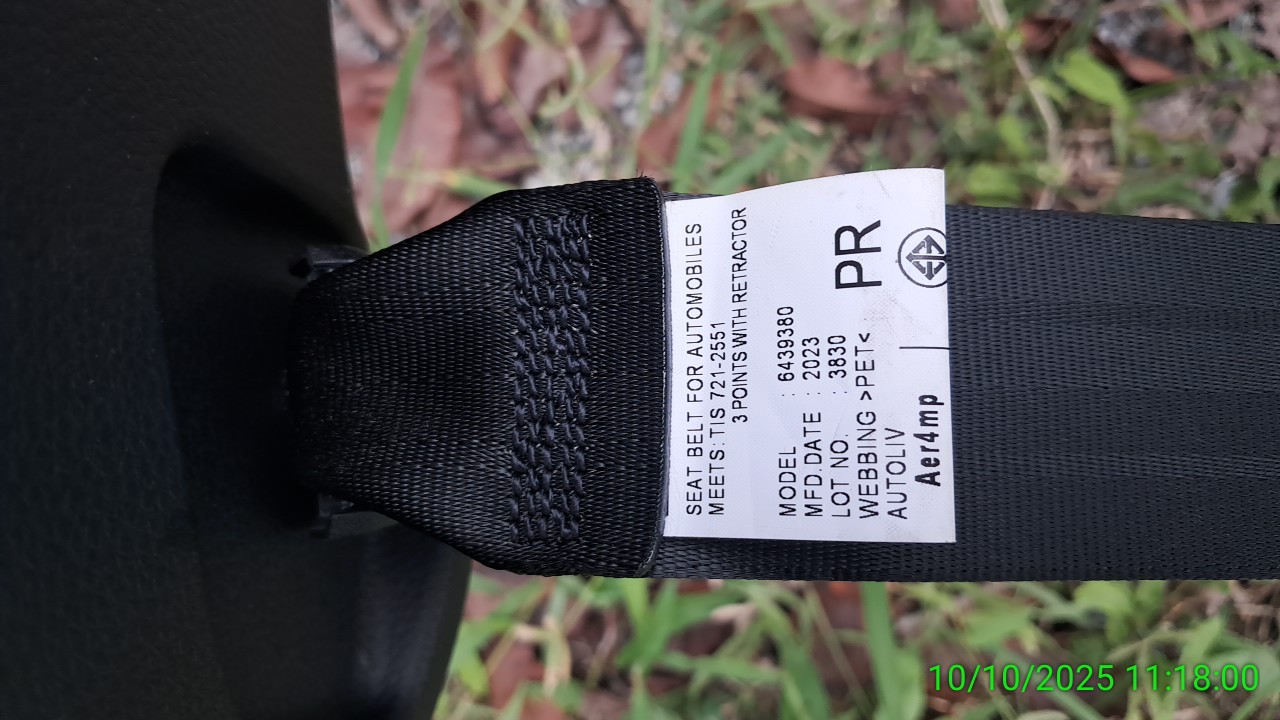 SEAT BELT FOR AUTOMOBILES
MEETS: TIS 721-2551
3 POINTS WITH RETRACTOR
MODEL : 6439380
MFD.DATE : 2023
LOT NO. : 3830
WEBBING >PET<
AUTOLIV
PR
Aer4mp
10/10/2025 11:18:00